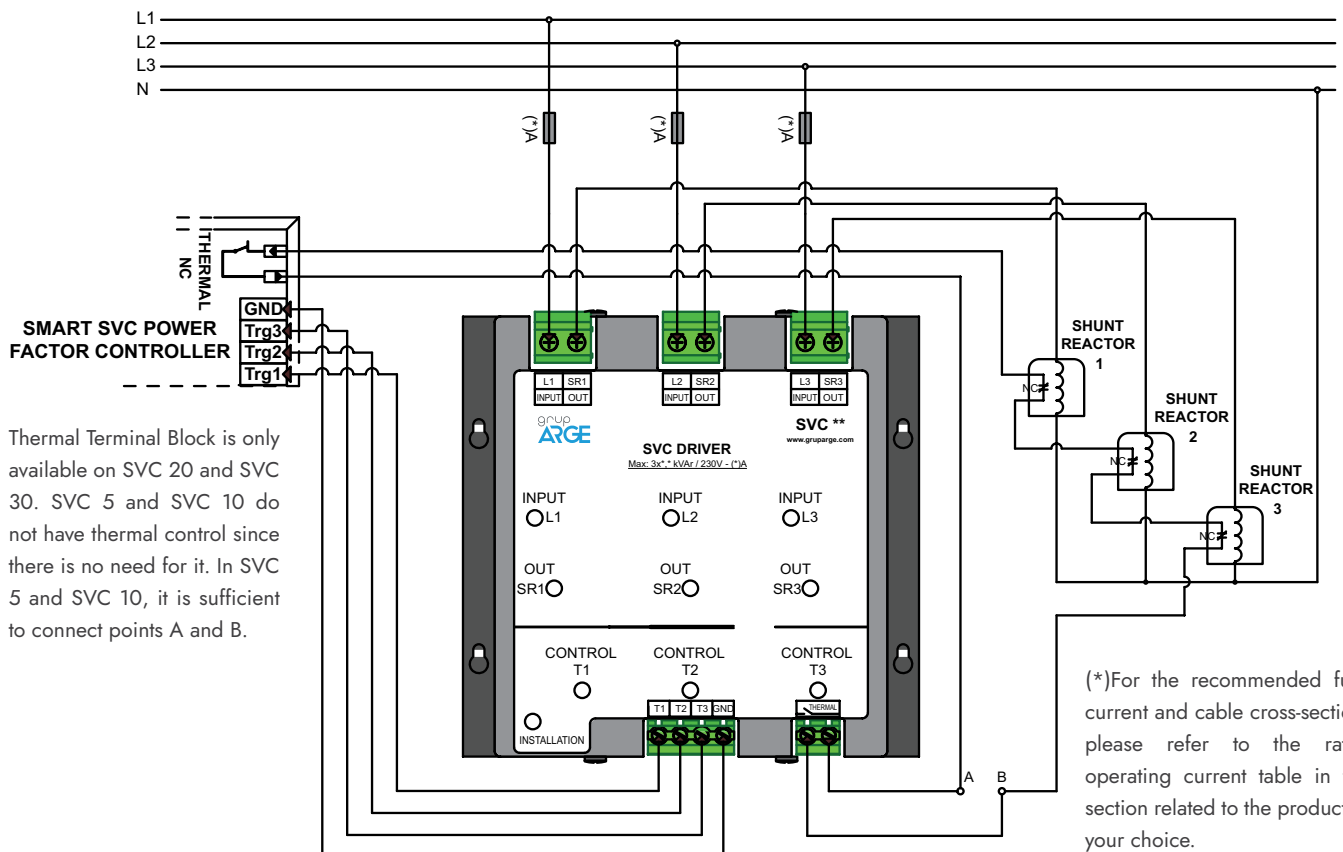 L1
L2
L3
N
(*)A
(*)A
(*)A
THERMAL
NC
GND
Trg3
Trg2
Trg1
SMART SVC POWER
FACTOR CONTROLLER
Thermal Terminal Block is only
available on SVC 20 and SVC
30. SVC 5 and SVC 10 do
not have thermal control since
there is no need for it. In SVC
5 and SVC 10, it is sufficient
to connect points A and B.
L1 SR1
INPUT OUT
L2 SR2
INPUT OUT
L3 SR3
INPUT OUT
grup
ARGE
SVC **
www.gruparge.com
SVC DRIVER
Max: 3x*,* kVAr / 230V - (*)A
INPUT
L1
INPUT
L2
INPUT
L3
OUT
SR1
OUT
SR2
OUT
SR3
CONTROL
T1
CONTROL
T2
CONTROL
T3
INSTALLATION
T1 T2 T3 GND
THERMAL
SHUNT
REACTOR
1
NC
SHUNT
REACTOR
2
NC
SHUNT
REACTOR
3
NC
A B
(*)For the recommended
current and cable
please refer to the
operating current table in
section related to the product
your choice.